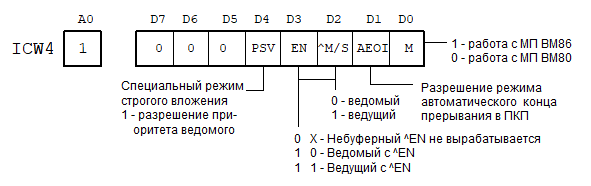 A0 D7 D6 D5 D4 D3 D2 D1 D0
ICW4 1 0 0 0 PSV EN ^M/S AEOI M
1 - работа с МП ВМ86
0 - работа с МП ВМ80
Специальный режим
строгого вложения
1 - разрешение при-
оритета ведомого
0 - ведомый
1 - ведущий
Разрешение режима
автоматического конца
прерывания в ПКП
0 X - Небуферный ^EN не вырабатывается
1 0 - Ведомый с ^EN
1 1 - Ведущий с ^EN